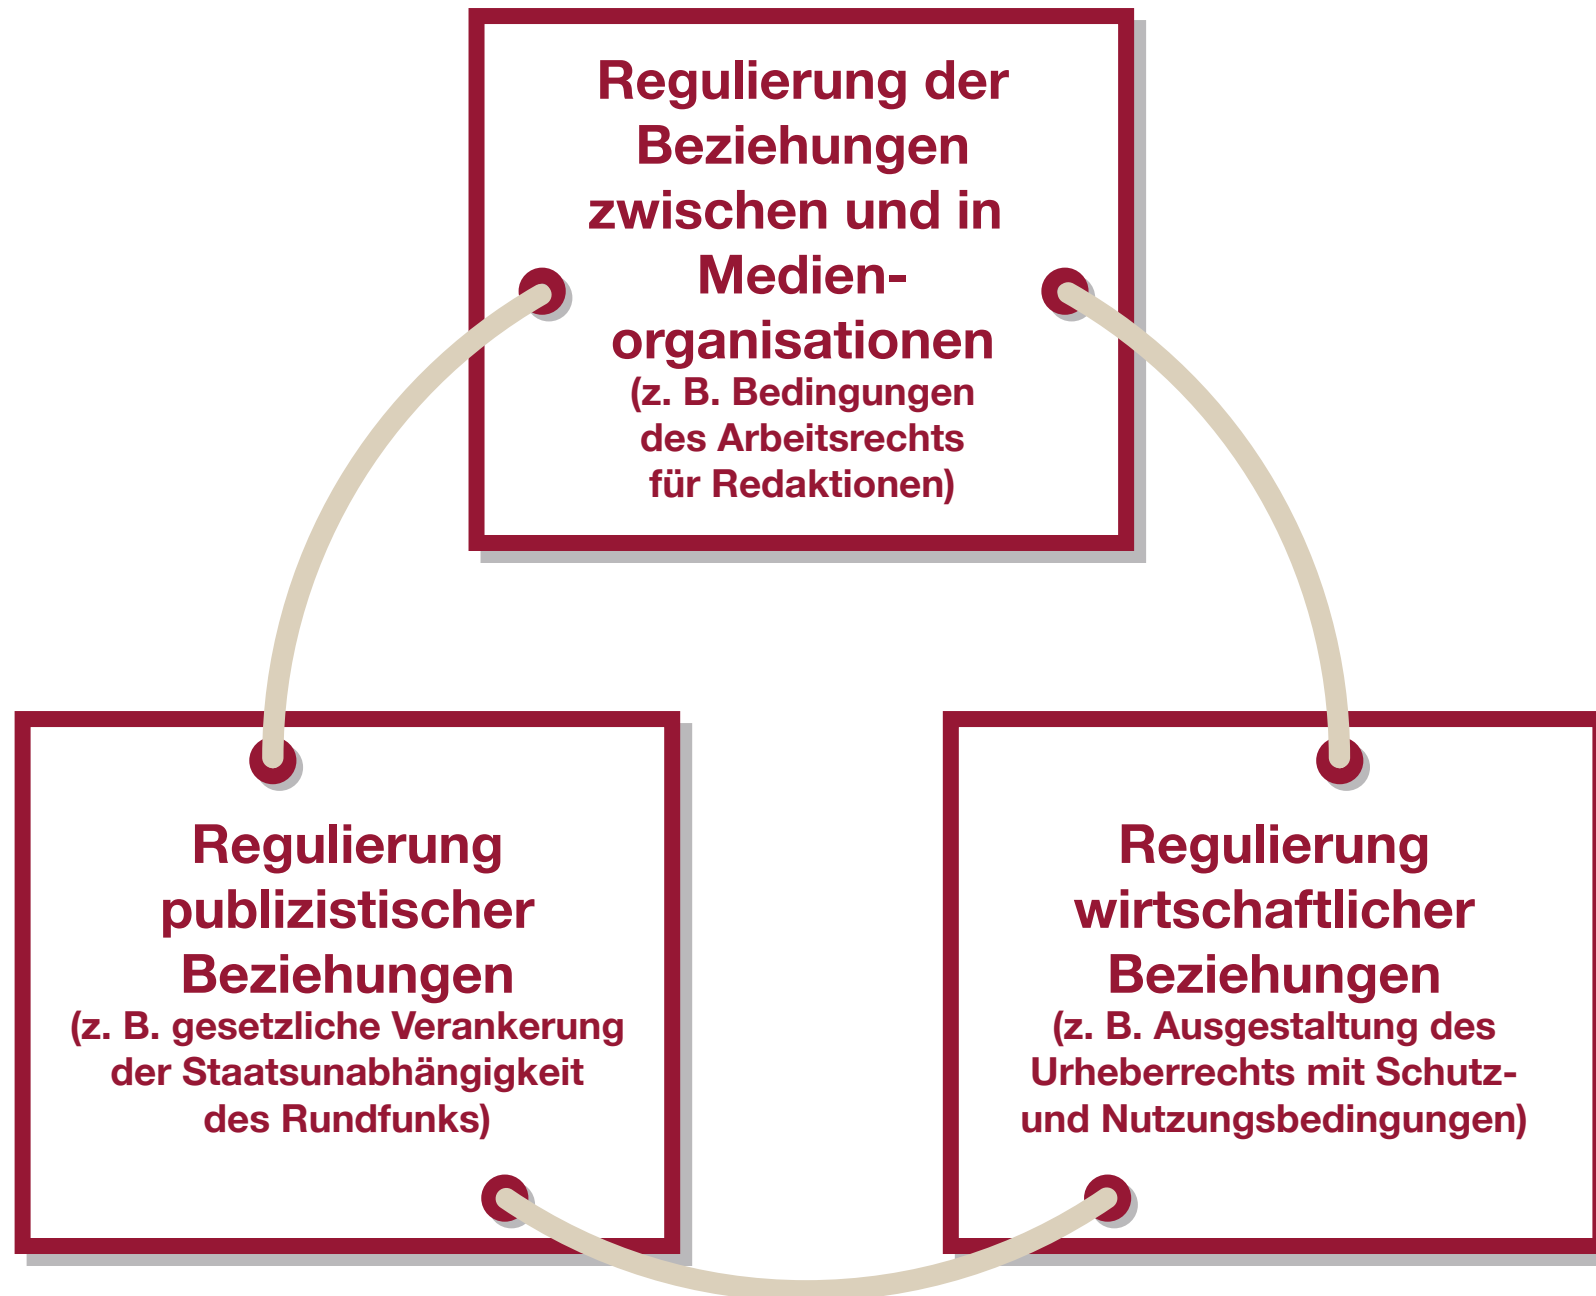 Regulierung der
Beziehungen
zwischen und in
Medien-
organisationen
(z. B. Bedingungen
des Arbeitsrechts
für Redaktionen)
Regulierung
publizistischer
Beziehungen
(z. B. gesetzliche Verankerung
der Staatsunabhängigkeit
des Rundfunks)
Regulierung
wirtschaftlicher
Beziehungen
(z. B. Ausgestaltung des
Urheberrechts mit Schutz-
und Nutzungsbedingungen)